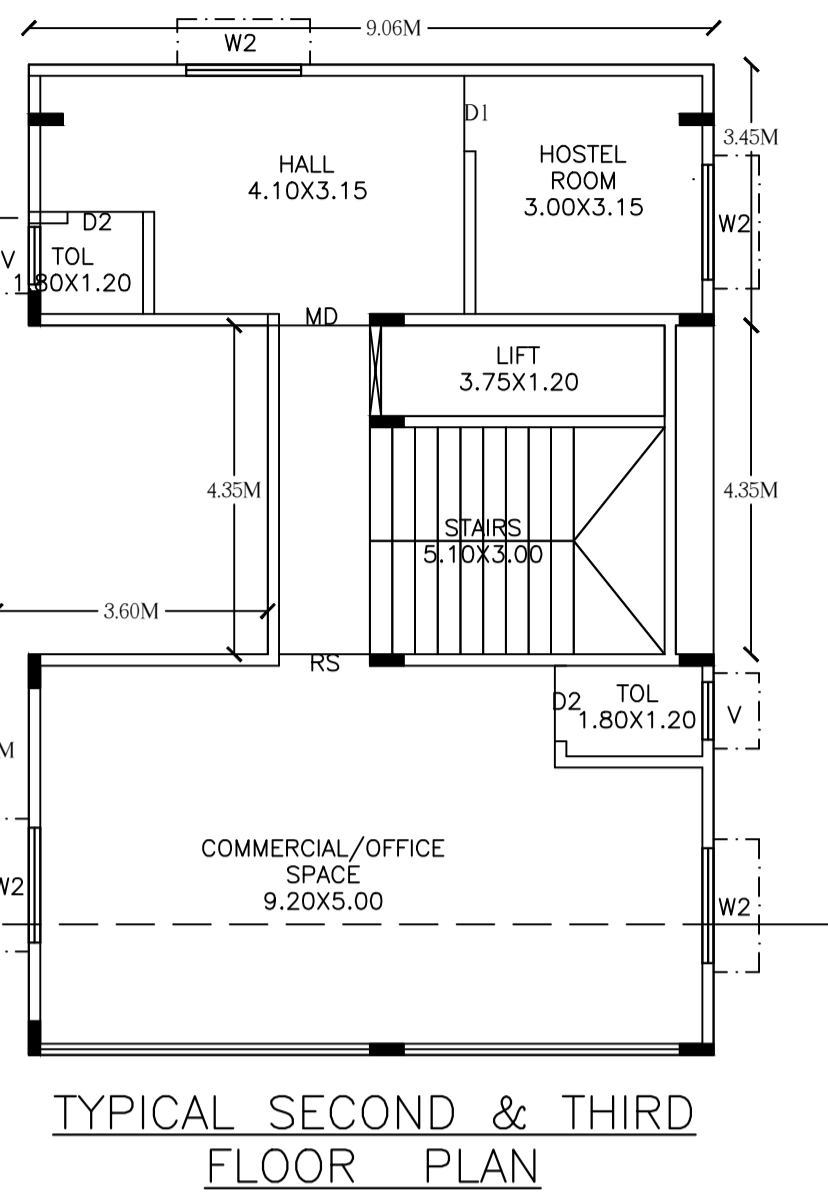 9.06M
W2
D1
3.45M
HALL
4.10X3.15
HOSTEL
ROOM
3.00X3.15
W2
D2
V
TOL
1.80X1.20
MD
LIFT
3.75X1.20
4.35M
4.35M
STAIRS
5.10X3.00
3.60M
RS
D2
TOL
1.80X1.20
V
M
COMMERCIAL/OFFICE
SPACE
9.20X5.00
W2
W2
TYPICAL SECOND & THIRD
FLOOR PLAN